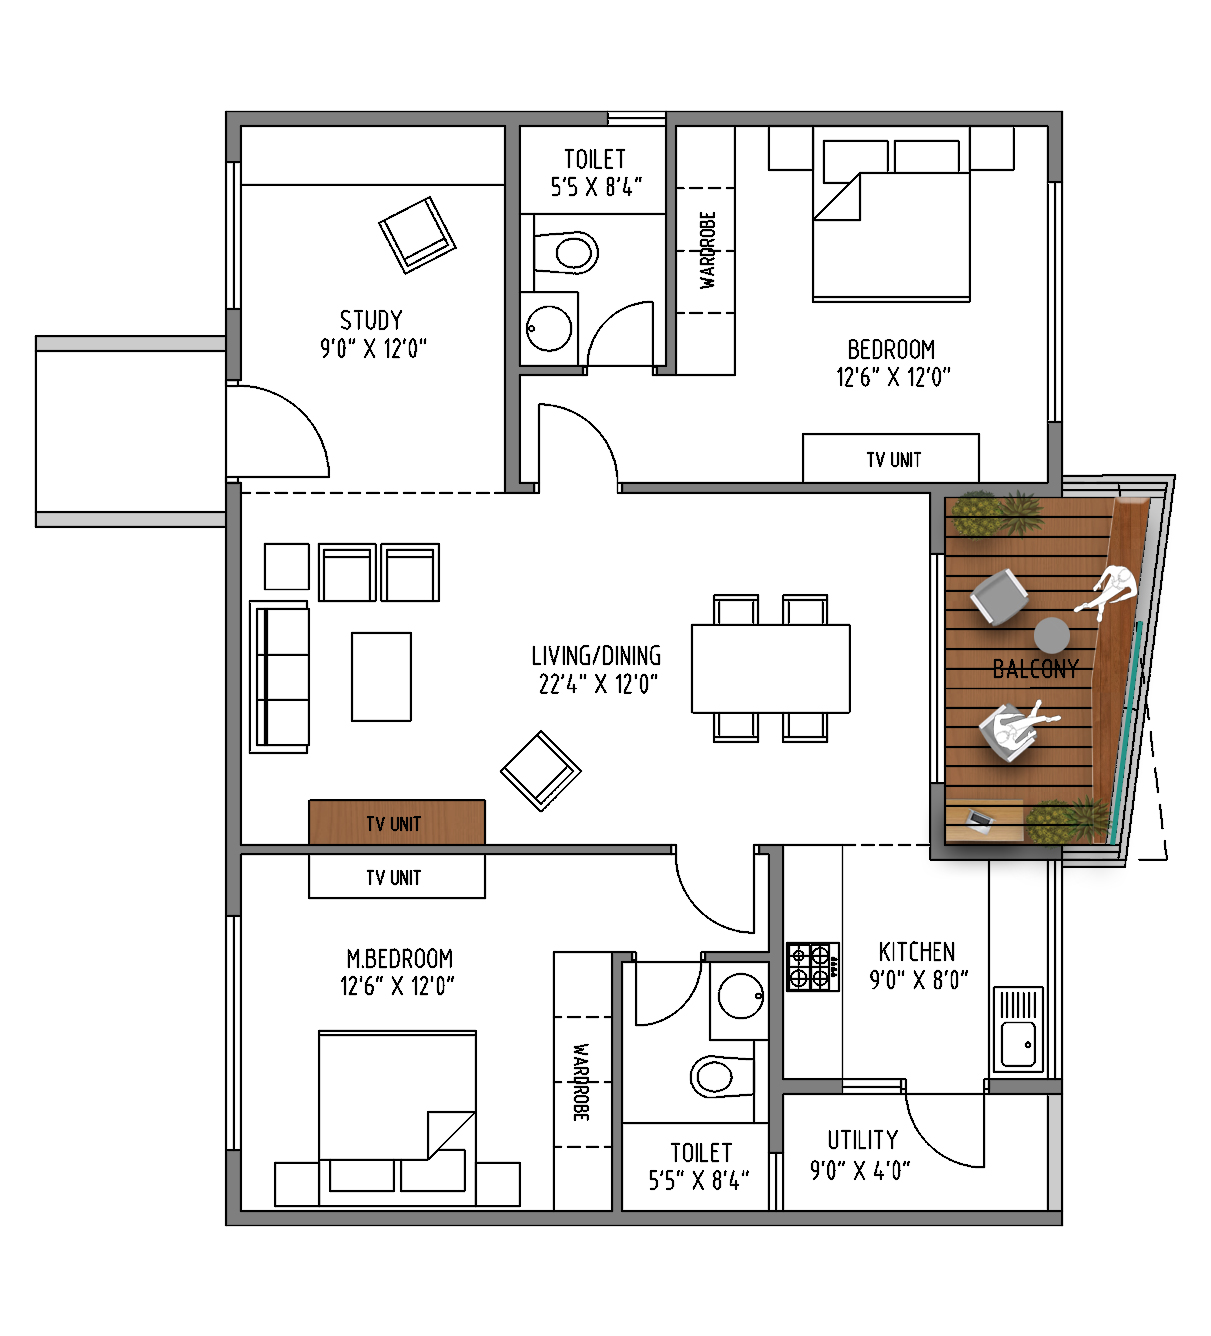 TOILET
5'5 X 8'4"
WARDROBE
STUDY
9'0" X 12'0"
BEDROOM
12'6" X 12'0"
TV UNIT
LIVING/DINING
22'4" X 12'0"
BALCONY
TV UNIT
TV UNIT
M.BEDROOM
12'6" X 12'0"
KITCHEN
9'0" X 8'0"
WARDROBE
TOILET
5'5" X 8'4"
UTILITY
9'0" X 4'0"